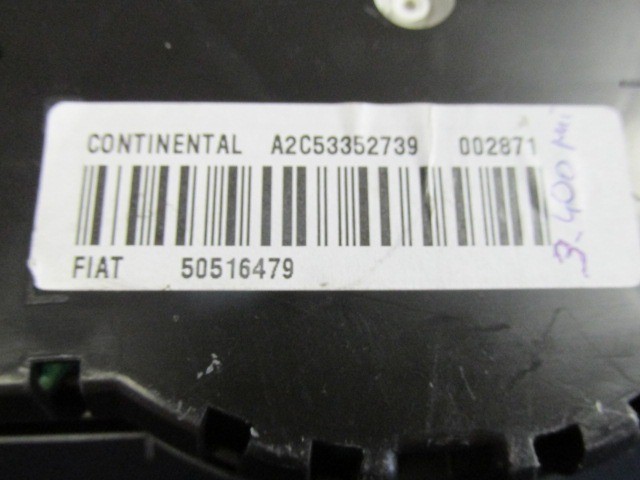 CONTINENTAL A2C53352739 002871
FIAT 50516479
3.400 Mi